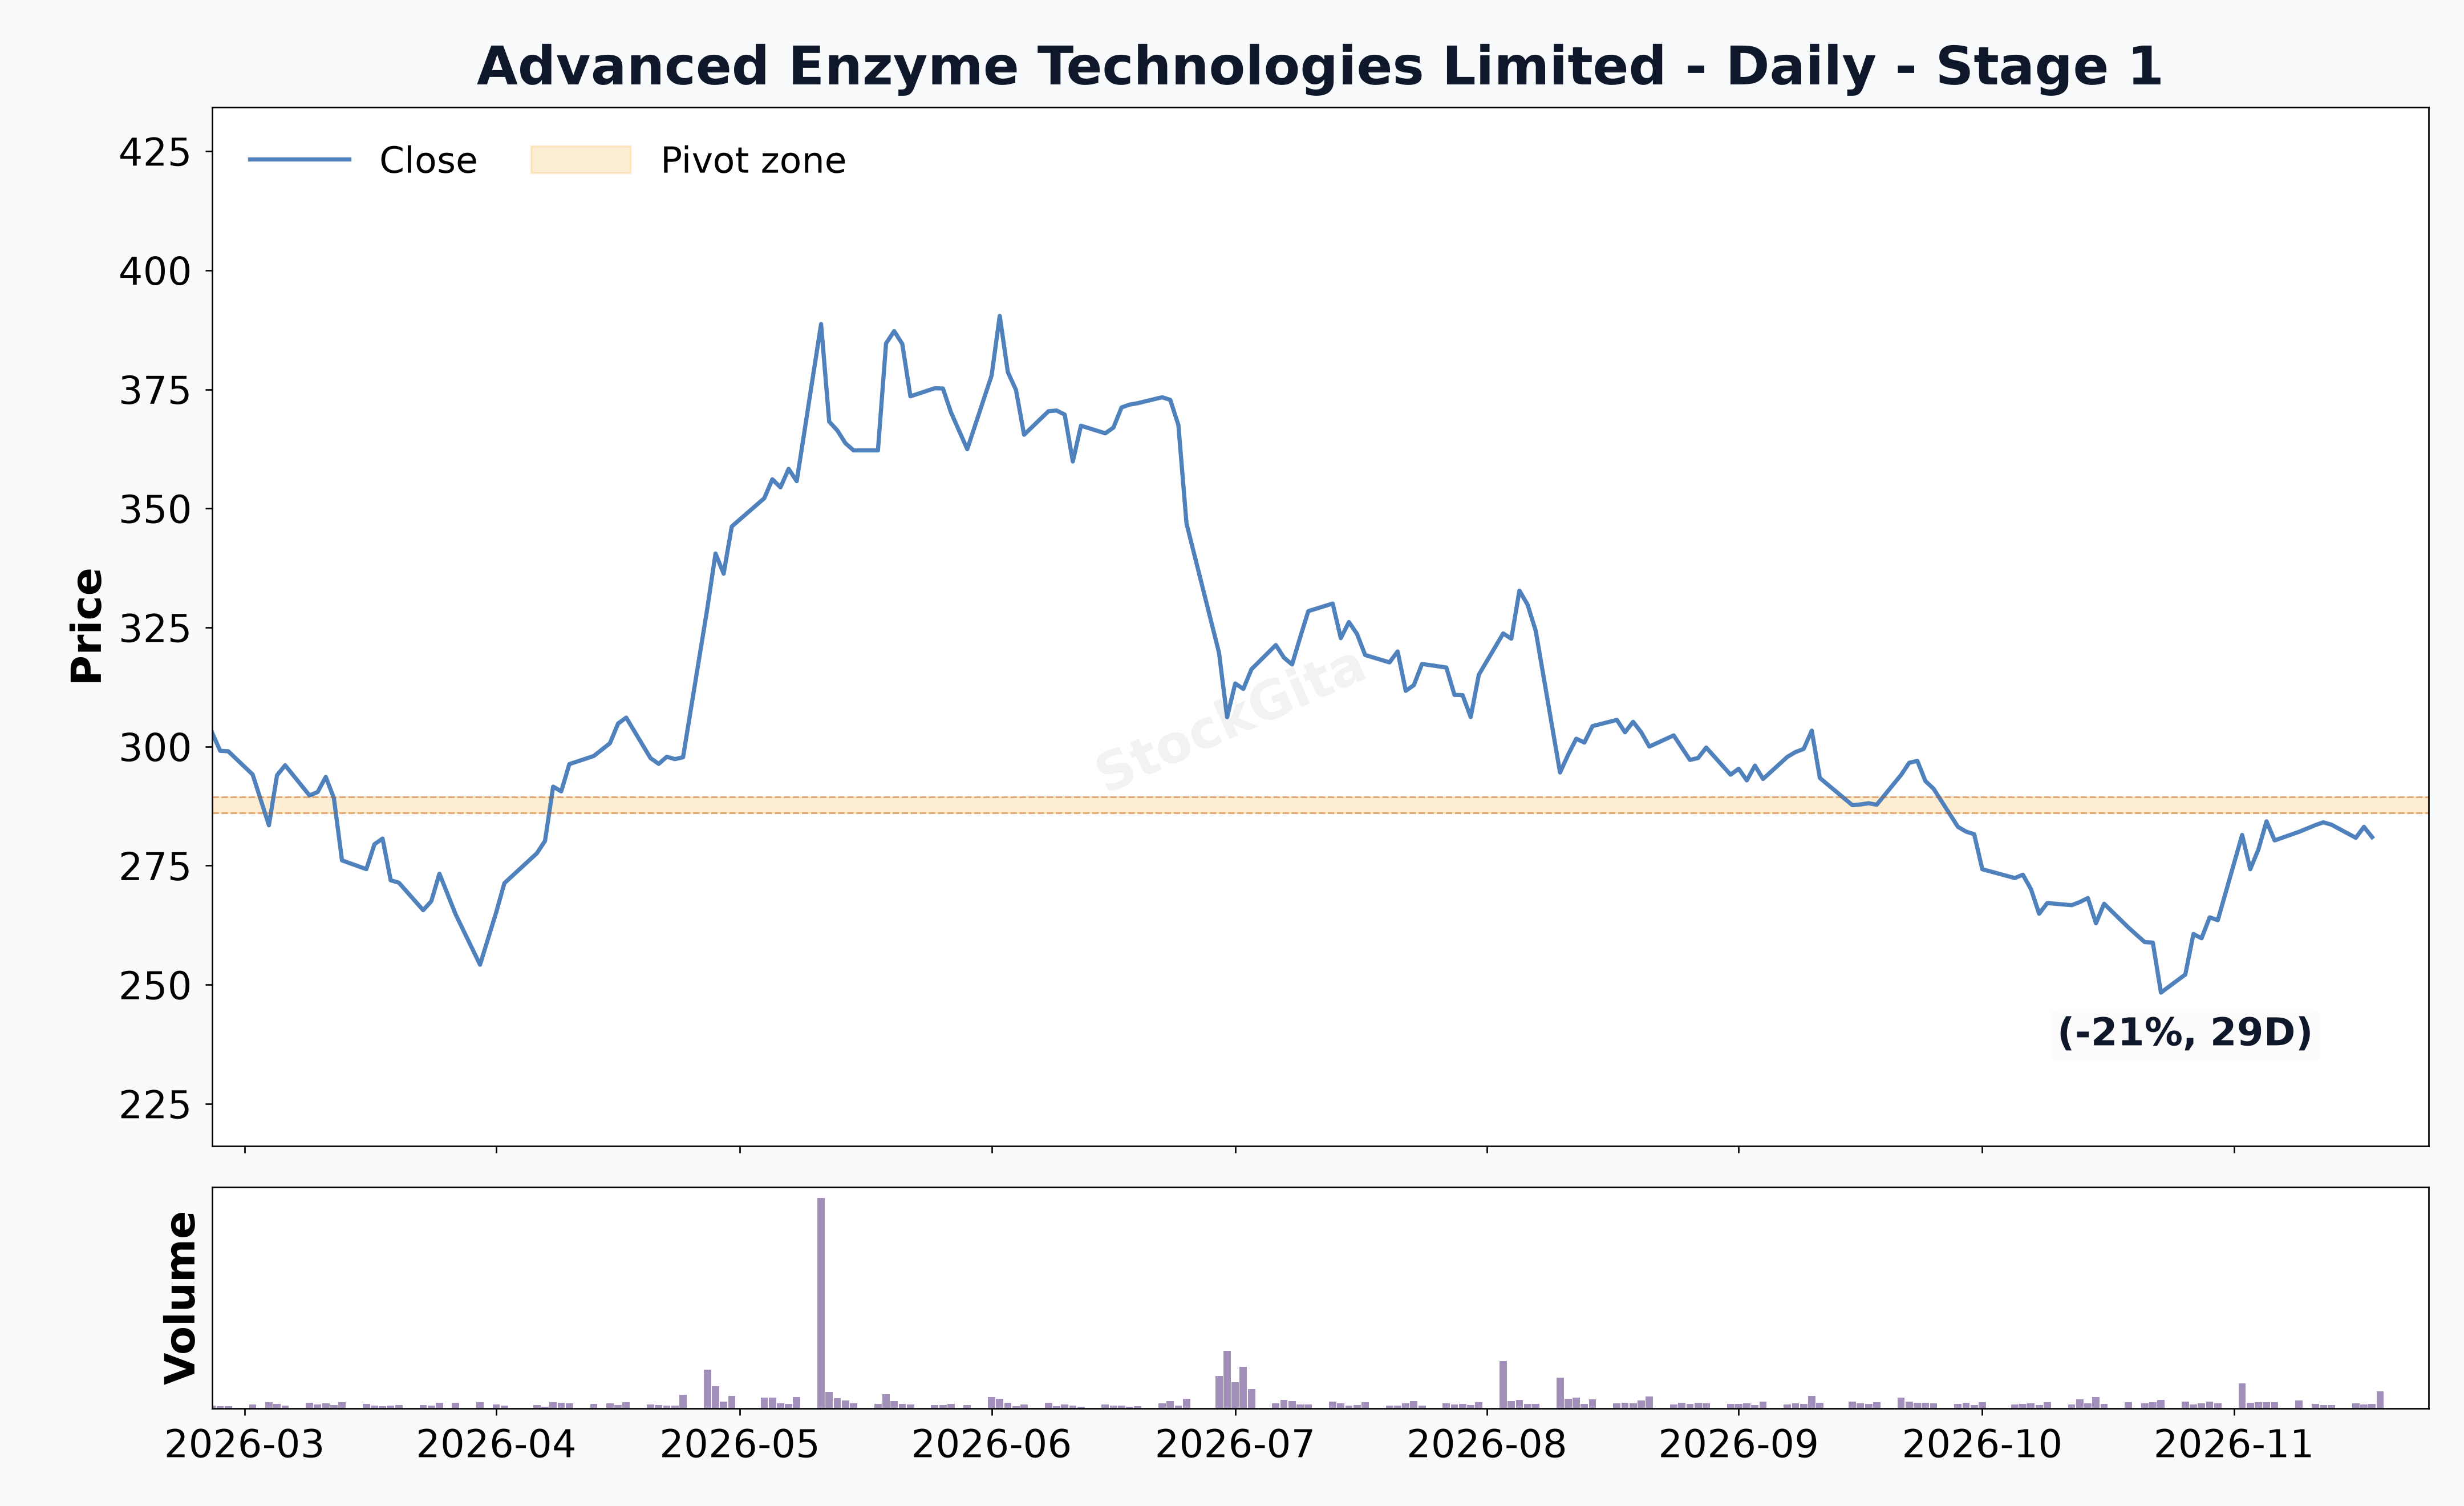 Advanced Enzyme Technologies Limited - Daily - Stage 1
Close
Pivot zone
425
400
375
350
325
300
275
250
225
Price
StockGita
(-21%, 29D)
Volume
2026-03
2026-04
2026-05
2026-06
2026-07
2026-08
2026-09
2026-10
2026-11